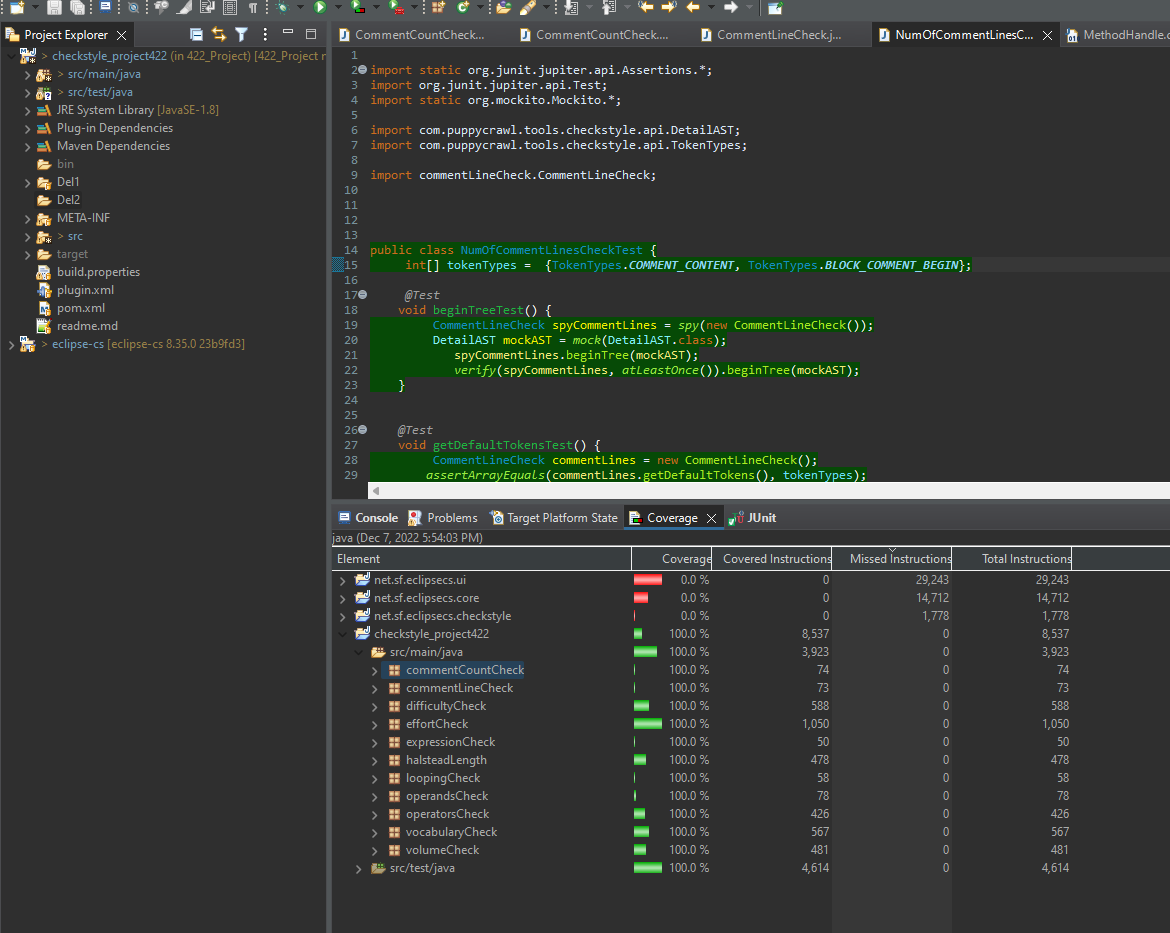 Project Explorer
> checkstyle_project422 (in 422_Project) [422_Project r
> src/main/java
> src/test/java
JRE System Library [JavaSE-1.8]
Plug-in Dependencies
Maven Dependencies
bin
Del1
Del2
META-INF
> src
target
build.properties
plugin.xml
pom.xml
readme.md
> eclipse-cs [eclipse-cs 8.35.0 23b9fd3]
CommentCountCheck... CommentCountCheck.... CommentLineCheck.j... NumOfCommentLinesC... MethodHandle.c
1
2 import static org.junit.jupiter.api.Assertions.*;
3 import org.junit.jupiter.api.Test;
4 import static org.mockito.Mockito.*;
5
6 import com.puppycrawl.tools.checkstyle.api.DetailAST;
7 import com.puppycrawl.tools.checkstyle.api.TokenTypes;
8
9 import commentLineCheck.CommentLineCheck;
10
11
12
13
14 public class NumOfCommentLinesCheckTest {
15 int[] tokenTypes = {TokenTypes.COMMENT_CONTENT, TokenTypes.BLOCK_COMMENT_BEGIN};
16
17 @Test
18 void beginTreeTest() {
19 CommentLineCheck spyCommentLines = spy(new CommentLineCheck());
20 DetailAST mockAST = mock(DetailAST.class);
21 spyCommentLines.beginTree(mockAST);
22 verify(spyCommentLines, atLeastOnce()).beginTree(mockAST);
23 }
24
25
26 @Test
27 void getDefaultTokensTest() {
28 CommentLineCheck commentLines = new CommentLineCheck();
29 assertArrayEquals(commentLines.getDefaultTokens(), tokenTypes);
Console Problems Target Platform State Coverage JUnit
java (Dec 7, 2022 5:54:03 PM)
Element Coverage Covered Instructions Missed Instructions Total Instructions
net.sf.eclipsecs.ui 0.0 % 0 29,243 29,243
net.sf.eclipsecs.core 0.0 % 0 14,712 14,712
net.sf.eclipsecs.checkstyle 0.0 % 0 1,778 1,778
checkstyle_project422 100.0 % 8,537 0 8,537
src/main/java 100.0 % 3,923 0 3,923
commentCountCheck 100.0 % 74 0 74
commentLineCheck 100.0 % 73 0 73
difficultyCheck 100.0 % 588 0 588
effortCheck 100.0 % 1,050 0 1,050
expressionCheck 100.0 % 50 0 50
halsteadLength 100.0 % 478 0 478
loopingCheck 100.0 % 58 0 58
operandsCheck 100.0 % 78 0 78
operatorsCheck 100.0 % 426 0 426
vocabularyCheck 100.0 % 567 0 567
volumeCheck 100.0 % 481 0 481
src/test/java 100.0 % 4,614 0 4,614